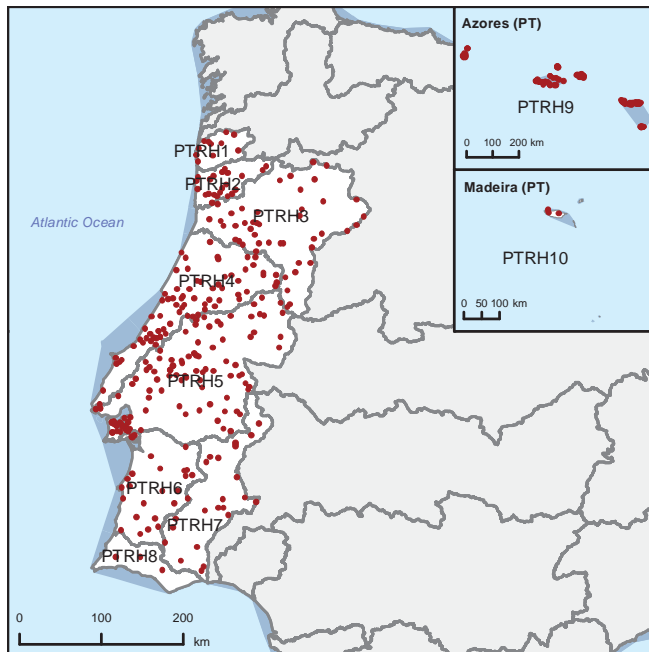 Azores (PT)
PTRH9
0 100 200 km
Madeira (PT)
PTRH10
0 50 100 km
Atlantic Ocean
PTRH1
PTRH2
PTRH3
PTRH4
PTRH5
PTRH6
PTRH7
PTRH8
0 100 200
km